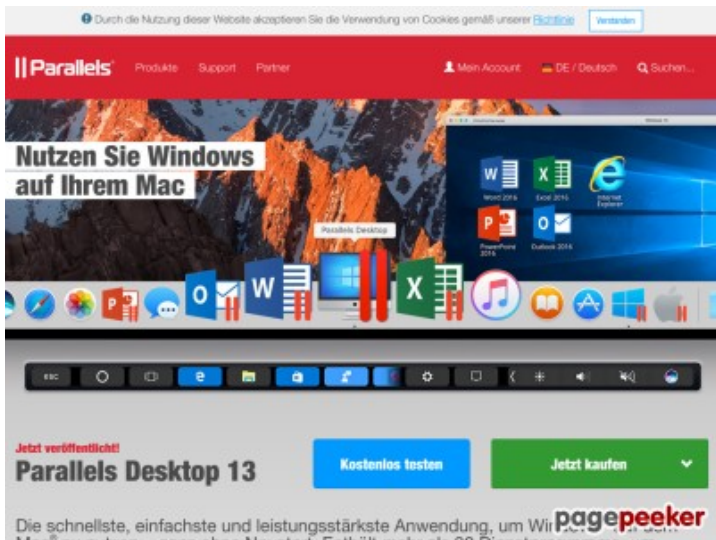 Durch die Nutzung dieser Website akzeptieren Sie die Verwendung von Cookies gemäß unserer Richtlinie
Verstanden
Parallels
Produkte
Support
Partner
Mein Account
DE / Deutsch
Suchen...
Nutzen Sie Windows
auf Ihrem Mac
Word 2016
Excel 2016
Internet
Explorer
PowerPoint
2016
Outlook 2016
Parallels Desktop
esc
Jetzt veröffentlicht!
Parallels Desktop 13
Kostenlos testen
Jetzt kaufen
Die schnellste, einfachste und leistungsstärkste Anwendung, um
pagepeeker